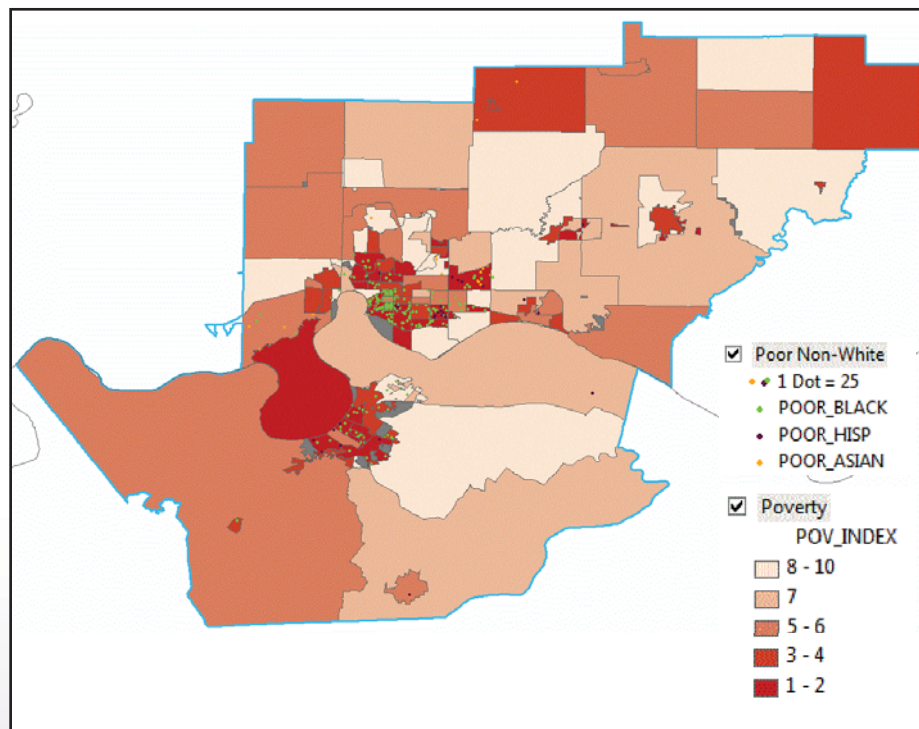 Poor Non-White
1 Dot = 25
POOR_BLACK
POOR_HISP
POOR_ASIAN
Poverty
POV_INDEX
8 - 10
7
5 - 6
3 - 4
1 - 2